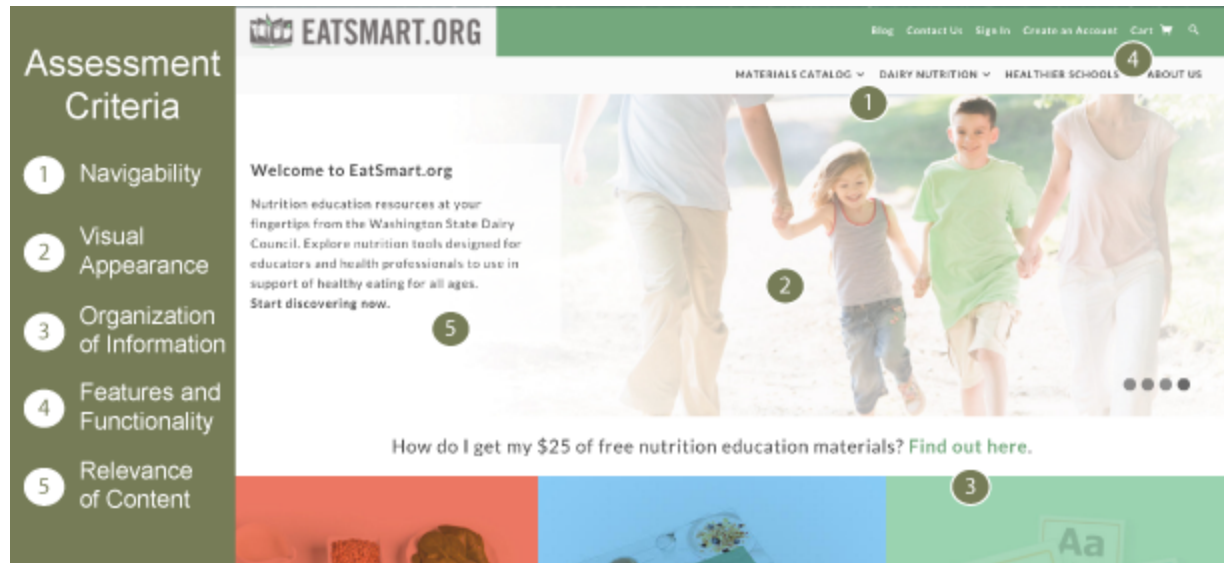 Assessment
Criteria
1 Navigability
2 Visual
Appearance
3 Organization
of Information
4 Features and
Functionality
5 Relevance
of Content
EATSMART.ORG
Blog Contact Us Sign In Create an Account Cart
4
MATERIALS CATALOG DAIRY NUTRITION HEALTHIER SCHOOLS ABOUT US
1
Welcome to EatSmart.org
Nutrition education resources at your
fingertips from the Washington State Dairy
Council. Explore nutrition tools designed for
educators and health professionals to use in
support of healthy eating for all ages.
Start discovering now.
2
5
How do I get my $25 of free nutrition education materials? Find out here.
3
Aa